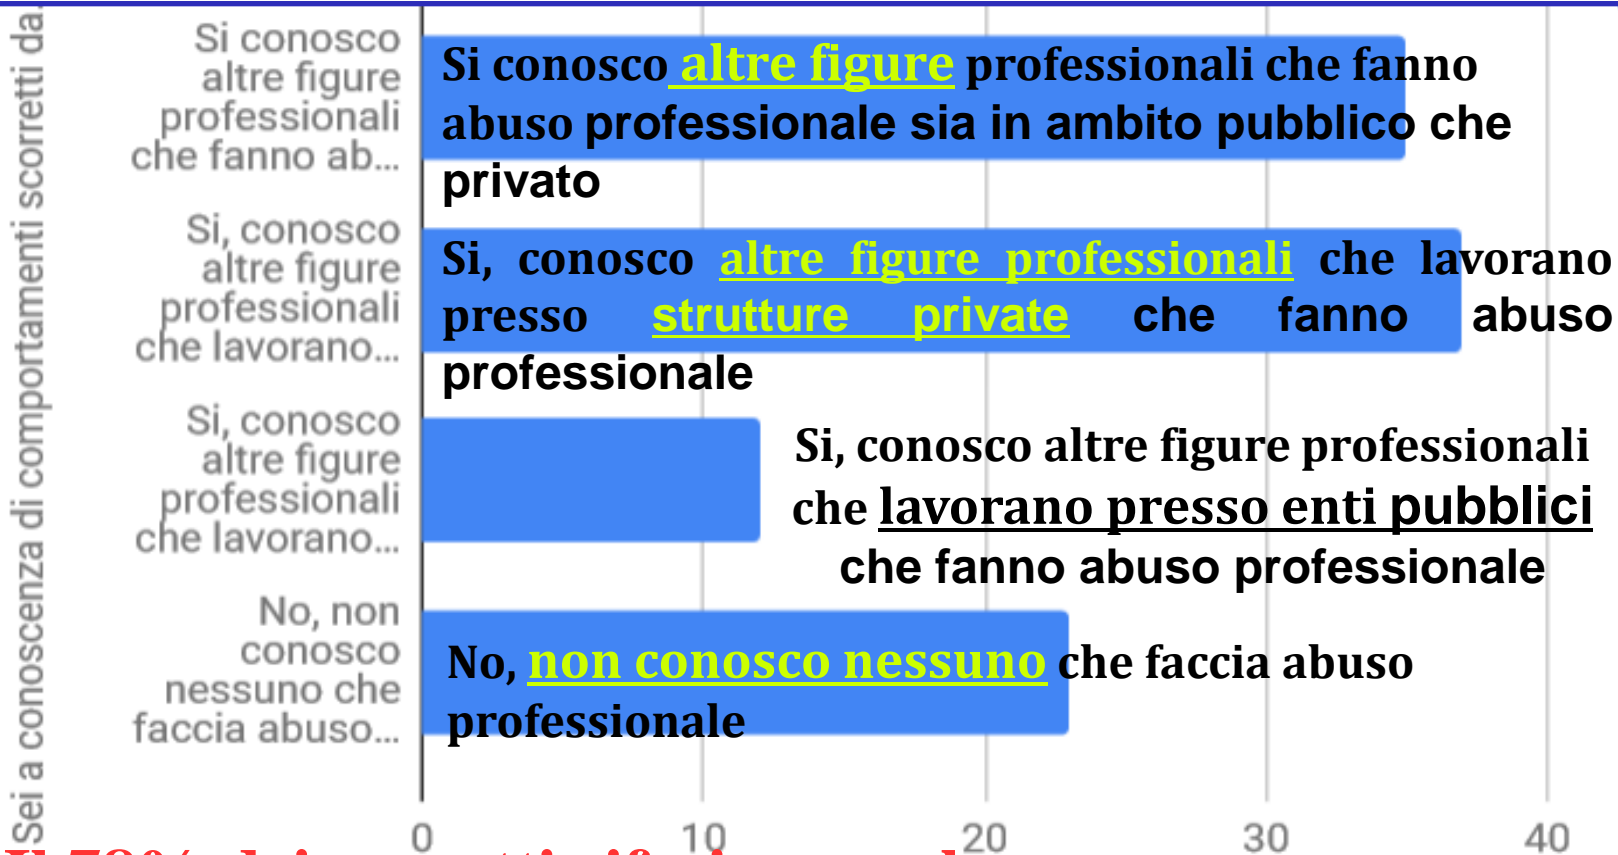 Sei a conoscenza di comportamenti scorretti da.
Si conosco
altre figure
professionali
che fanno ab...
Si conosco altre figure professionali che fanno
abuso professionale sia in ambito pubblico che
privato
Si, conosco
altre figure
professionali
che lavorano...
Si, conosco altre figure professionali che lavorano
presso strutture private che fanno abuso
professionale
Si, conosco
altre figure
professionali
che lavorano...
Si, conosco altre figure professionali
che lavorano presso enti pubblici
che fanno abuso professionale
No, non
conosco
nessuno che
faccia abuso...
No, non conosco nessuno che faccia abuso
professionale
0 10 20 30 40
Il 78%